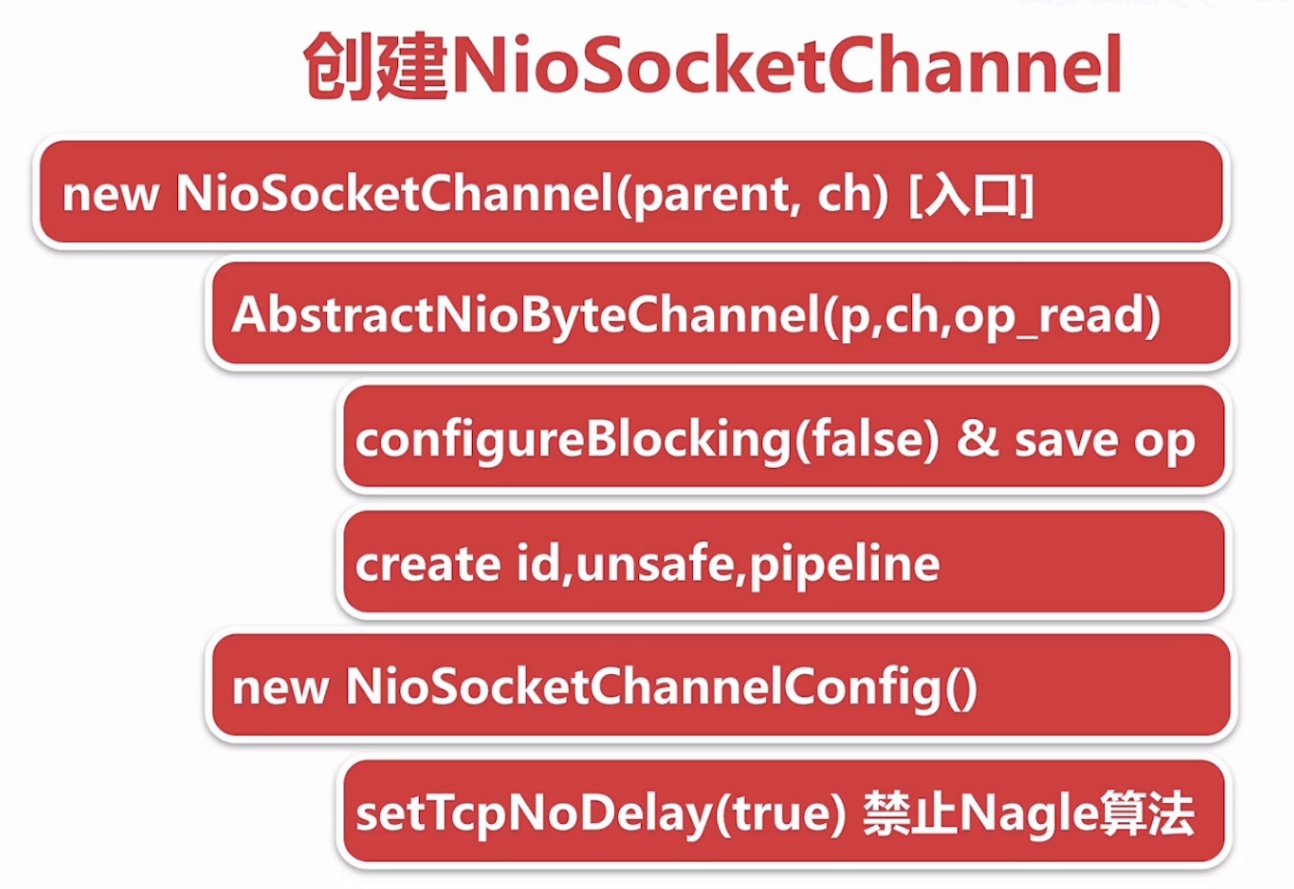 创建NioSocketChannel
new NioSocketChannel(parent, ch) [入口]
AbstractNioByteChannel(p,ch,op_read)
configureBlocking(false) & save op
create id,unsafe,pipeline
new NioSocketChannelConfig()
setTcpNoDelay(true) 禁止Nagle算法